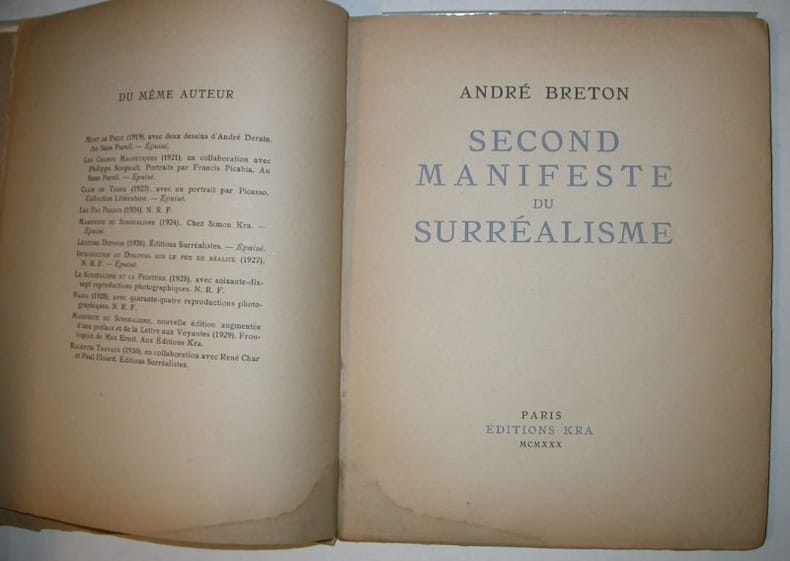 DU MÊME AUTEUR
MONT DE PIÉTÉ (1919), avec deux dessins d'André Derain.
Au Sans Pareil. — Épuisé.
LES CHAMPS MAGNÉTIQUES (1921), en collaboration avec
Philippe Soupault. Portraits par Francis Picabia. Au
Sans Pareil. — Épuisé.
CLAIR DE TERRE (1923), avec un portrait par Picasso.
Collection Littérature. — Épuisé.
LES PAS PERDUS (1924). N. R. F.
MANIFESTE DU SURRÉALISME (1924). Chez Simon Kra. —
Épuisé.
LÉGITIME DÉFENSE (1926). Éditions Surréalistes. — Épuisé.
INTRODUCTION AU DISCOURS SUR LE PEU DE RÉALITÉ (1927).
N. R. F. — Épuisé.
LE SURRÉALISME ET LA PEINTURE (1928), avec soixante-dix-
sept reproductions photographiques. N. R. F.
NADJA (1928), avec quarante-quatre reproductions photo-
graphiques. N. R. F.
MANIFESTE DU SURRÉALISME, nouvelle édition augmentée
d'une préface et de la Lettre aux Voyantes (1929). Fron-
tispice de Max Ernst. Aux Éditions Kra.
RALENTIR TRAVAUX (1930), en collaboration avec René Char
et Paul Eluard. Éditions Surréalistes.
ANDRÉ BRETON
SECOND
MANIFESTE
DU
SURRÉALISME
PARIS
ÉDITIONS KRA
MCMXXX